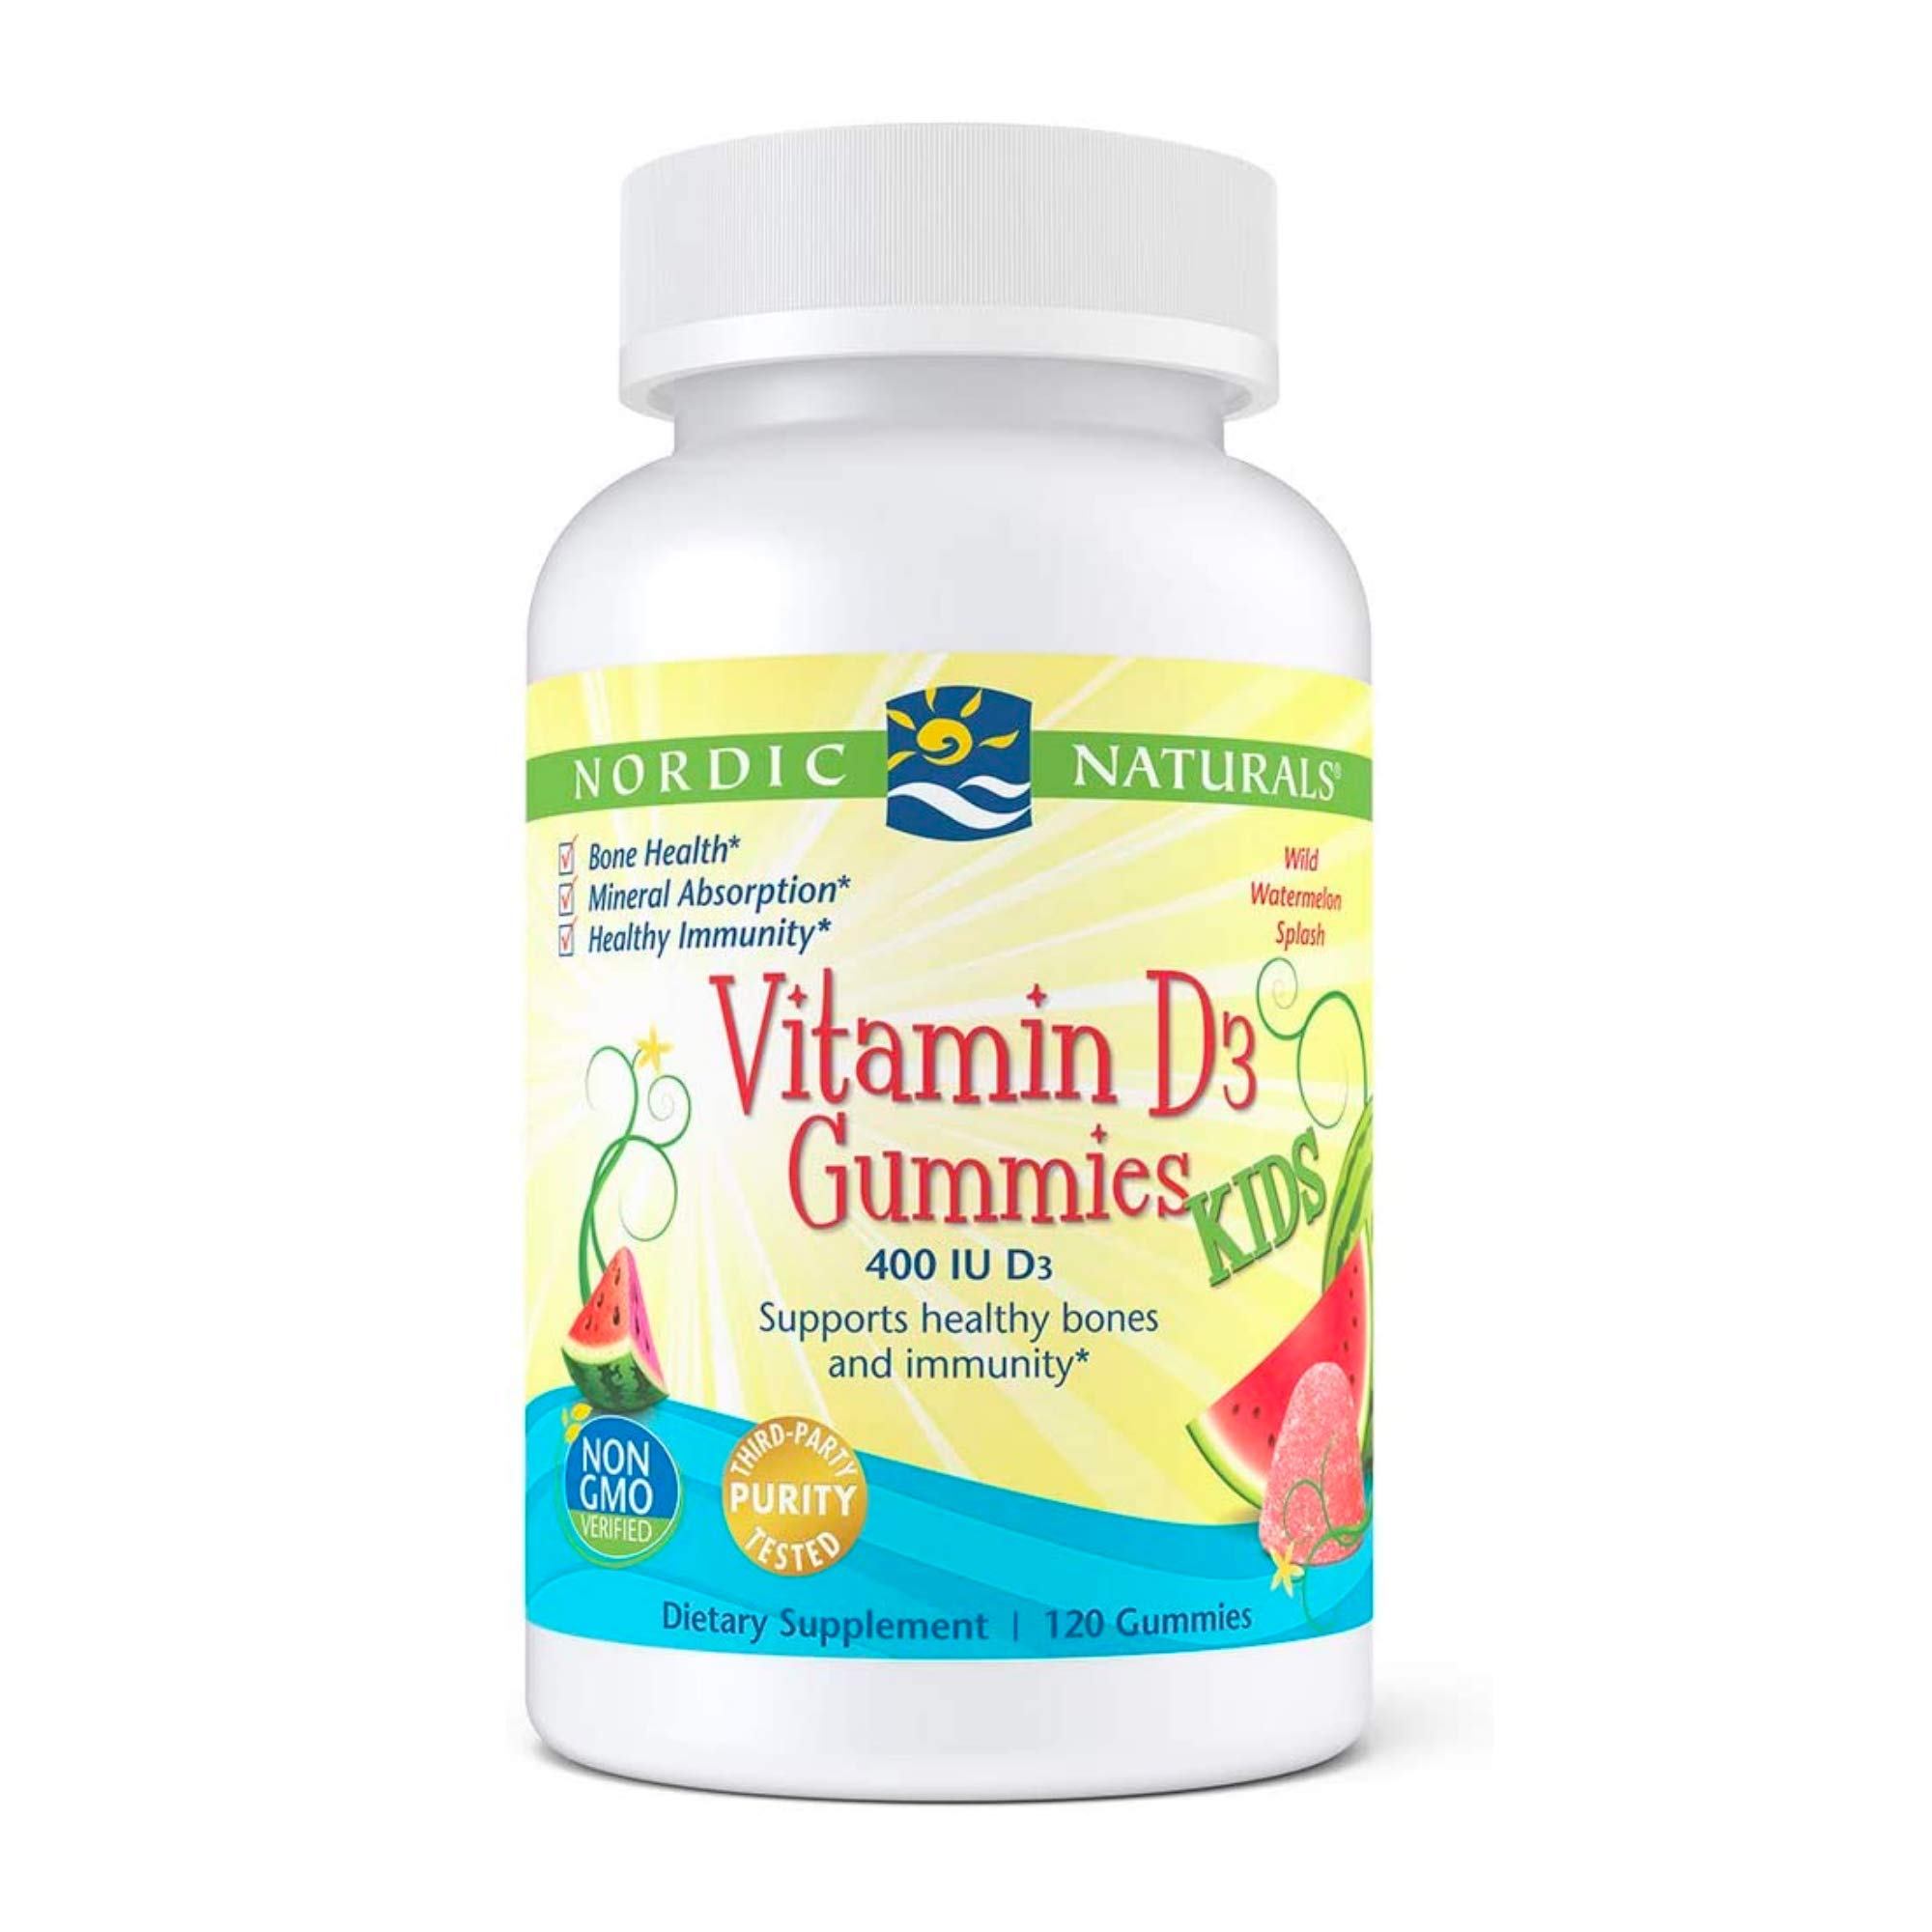 NORDIC NATURALS®
Bone Health*
Mineral Absorption*
Healthy Immunity*
Wild
Watermelon
Splash
Vitamin D3
Gummies
KIDS
400 IU D3
Supports healthy bones
and immunity*
NON
GMO
VERIFIED
THIRD-PARTY
PURITY
TESTED
Dietary Supplement | 120 Gummies